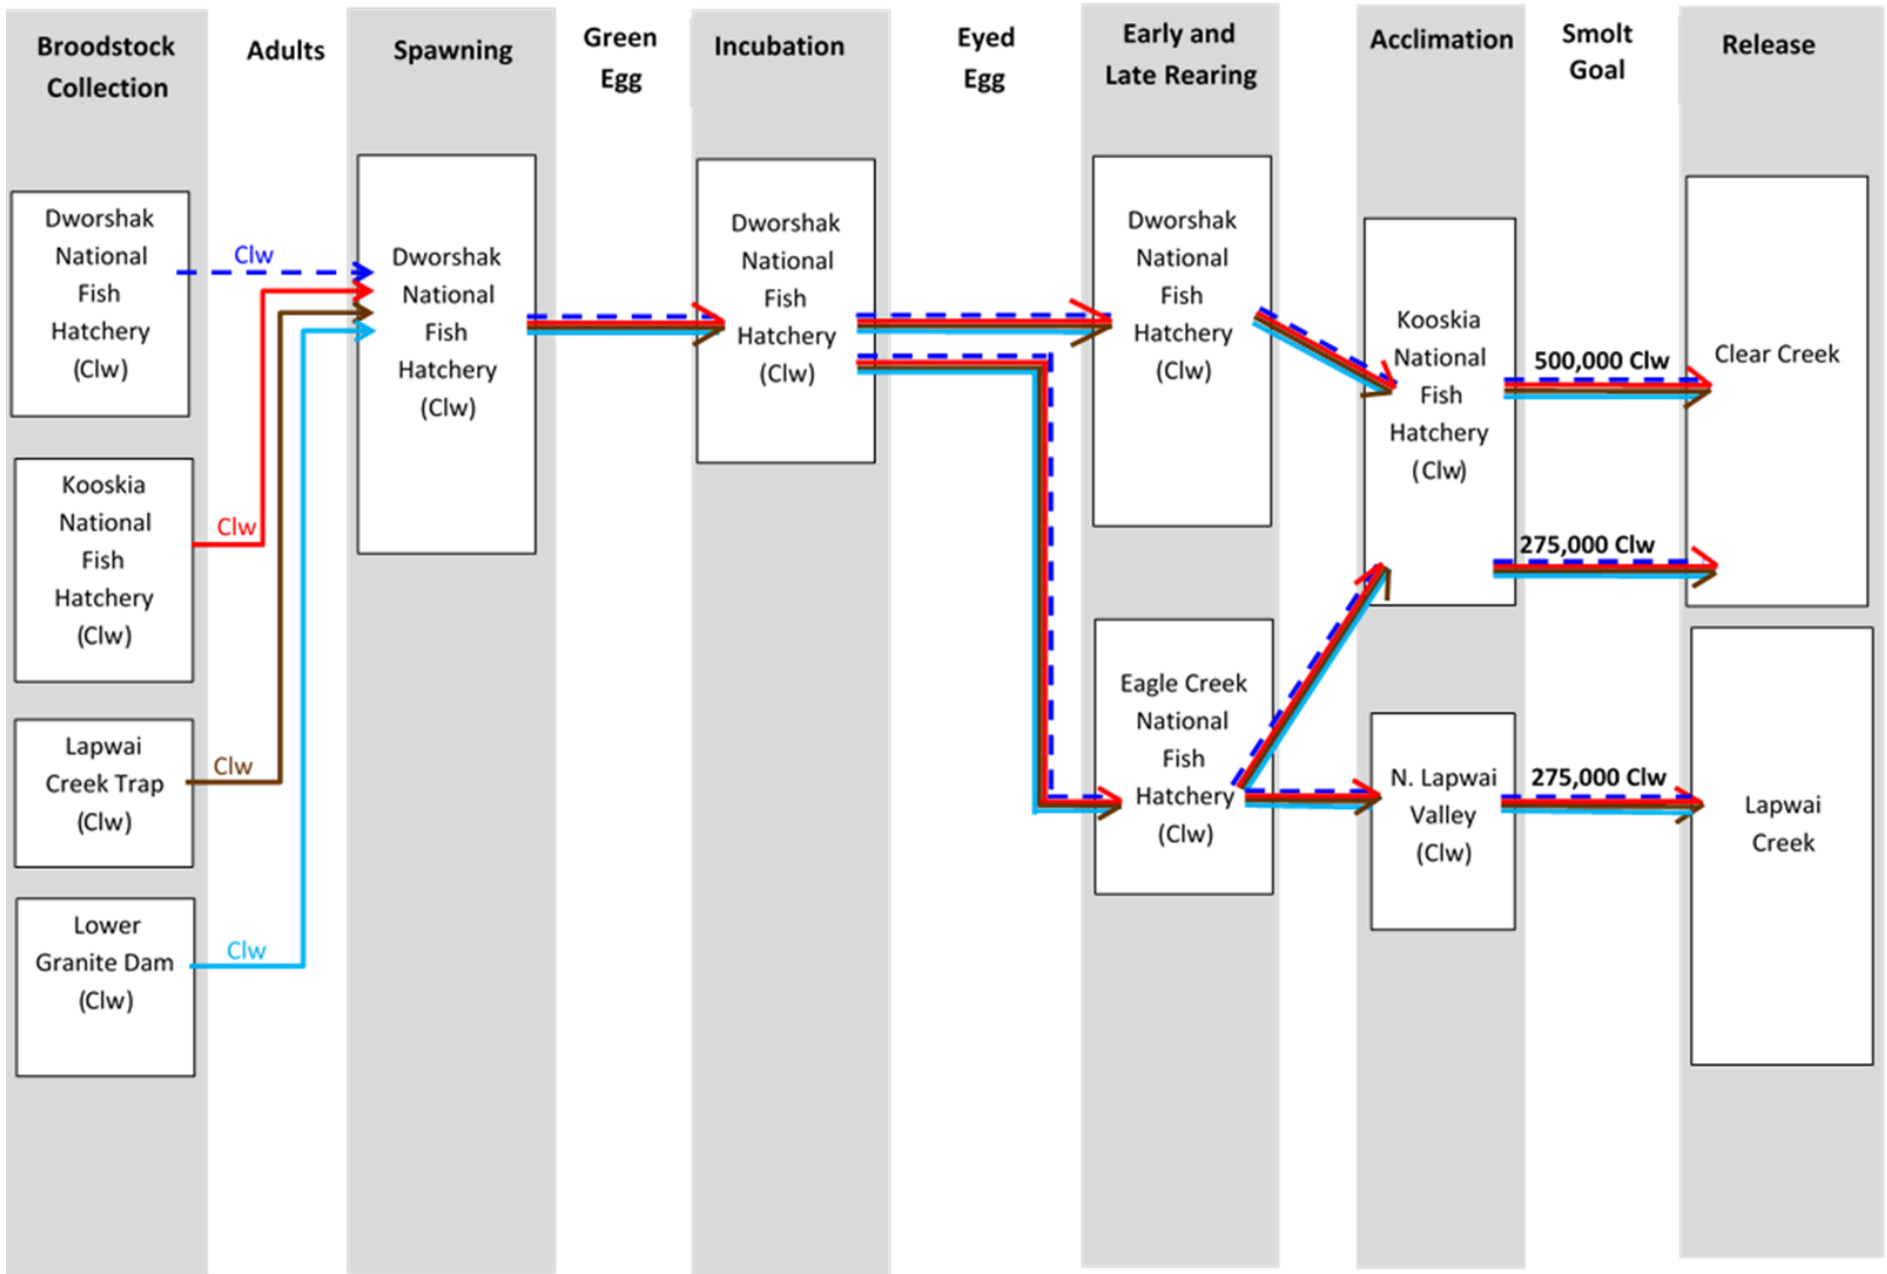 Broodstock
Collection
Adults
Spawning
Green
Egg
Incubation
Eyed
Egg
Early and
Late Rearing
Acclimation
Smolt
Goal
Release
Dworshak
National
Fish
Hatchery
(Clw)
Kooskia
National
Fish
Hatchery
(Clw)
Lapwai
Creek Trap
(Clw)
Lower
Granite Dam
(Clw)
Clw
Clw
Clw
Clw
Dworshak
National
Fish
Hatchery
(Clw)
Dworshak
National
Fish
Hatchery
(Clw)
Dworshak
National
Fish
Hatchery
(Clw)
Eagle Creek
National
Fish
Hatchery
(Clw)
Kooskia
National
Fish
Hatchery
(Clw)
N. Lapwai
Valley
(Clw)
500,000 Clw
275,000 Clw
275,000 Clw
Clear Creek
Lapwai
Creek